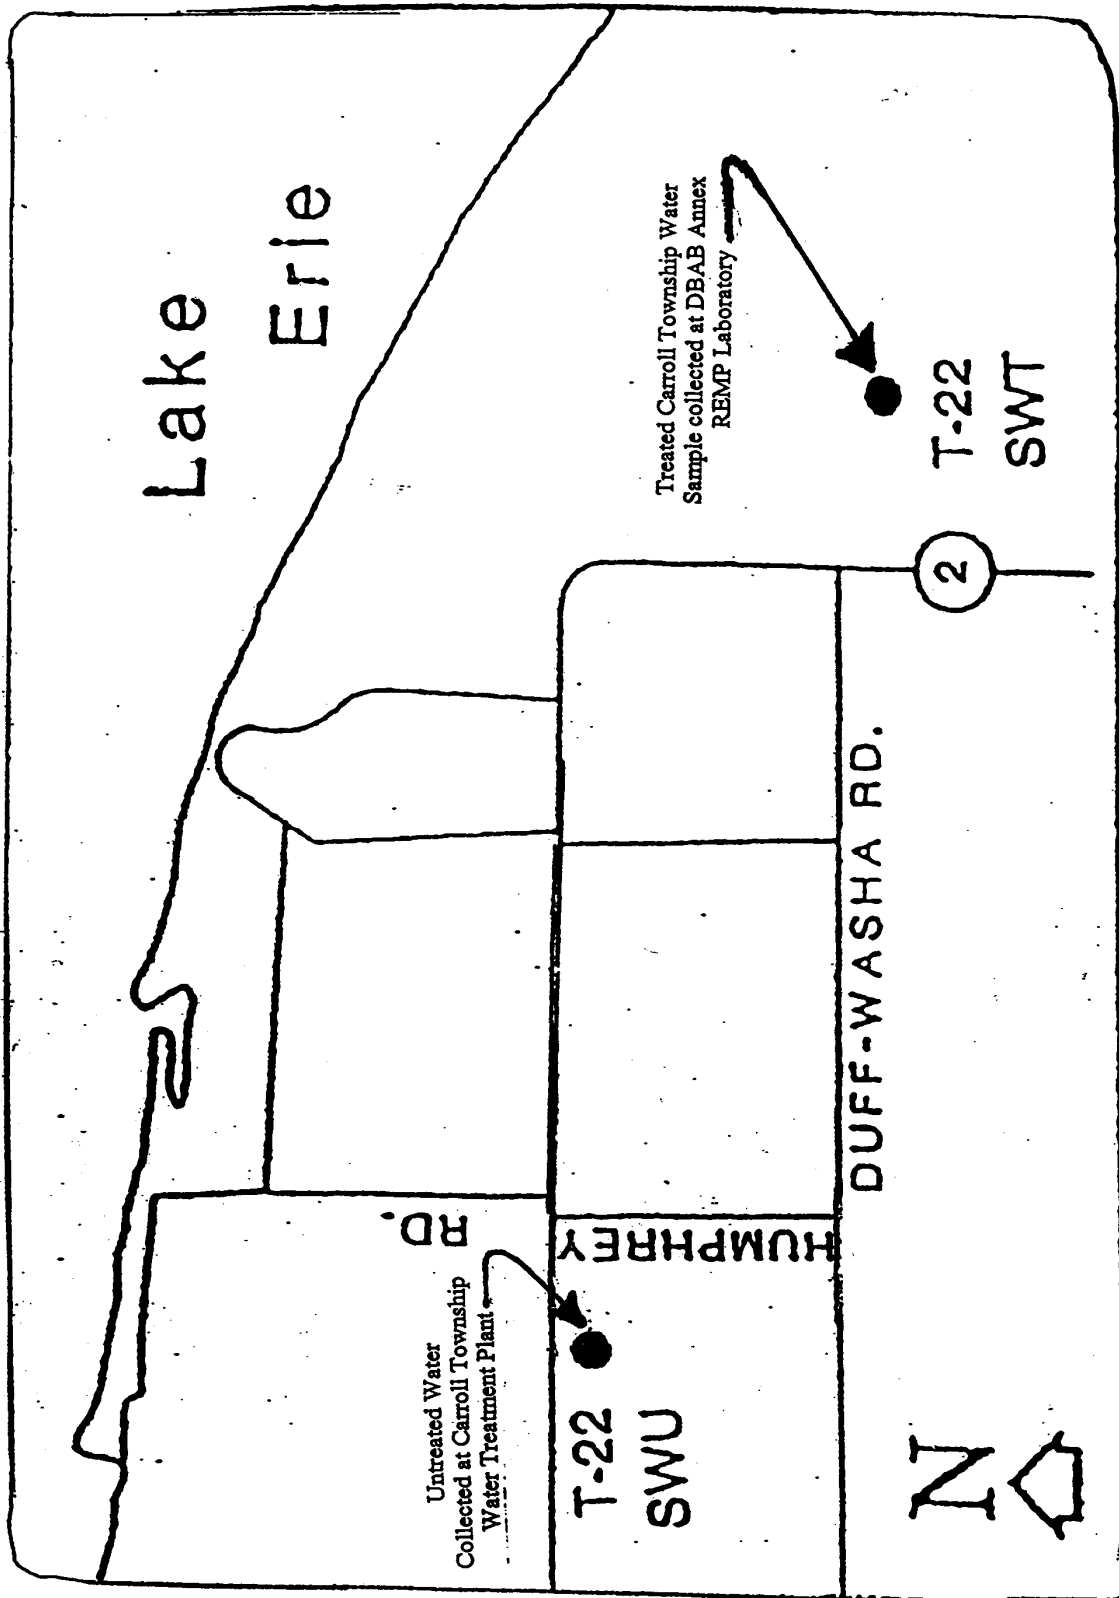 Lake
Erie
Treated Carroll Township Water
Sample collected at DBAB Annex
REMP Laboratory
T-22
SWT
2
DUFF-WASHA RD.
HUMPHREY
RD.
Untreated Water
Collected at Carroll Township
Water Treatment Plant
T-22
SWU
N